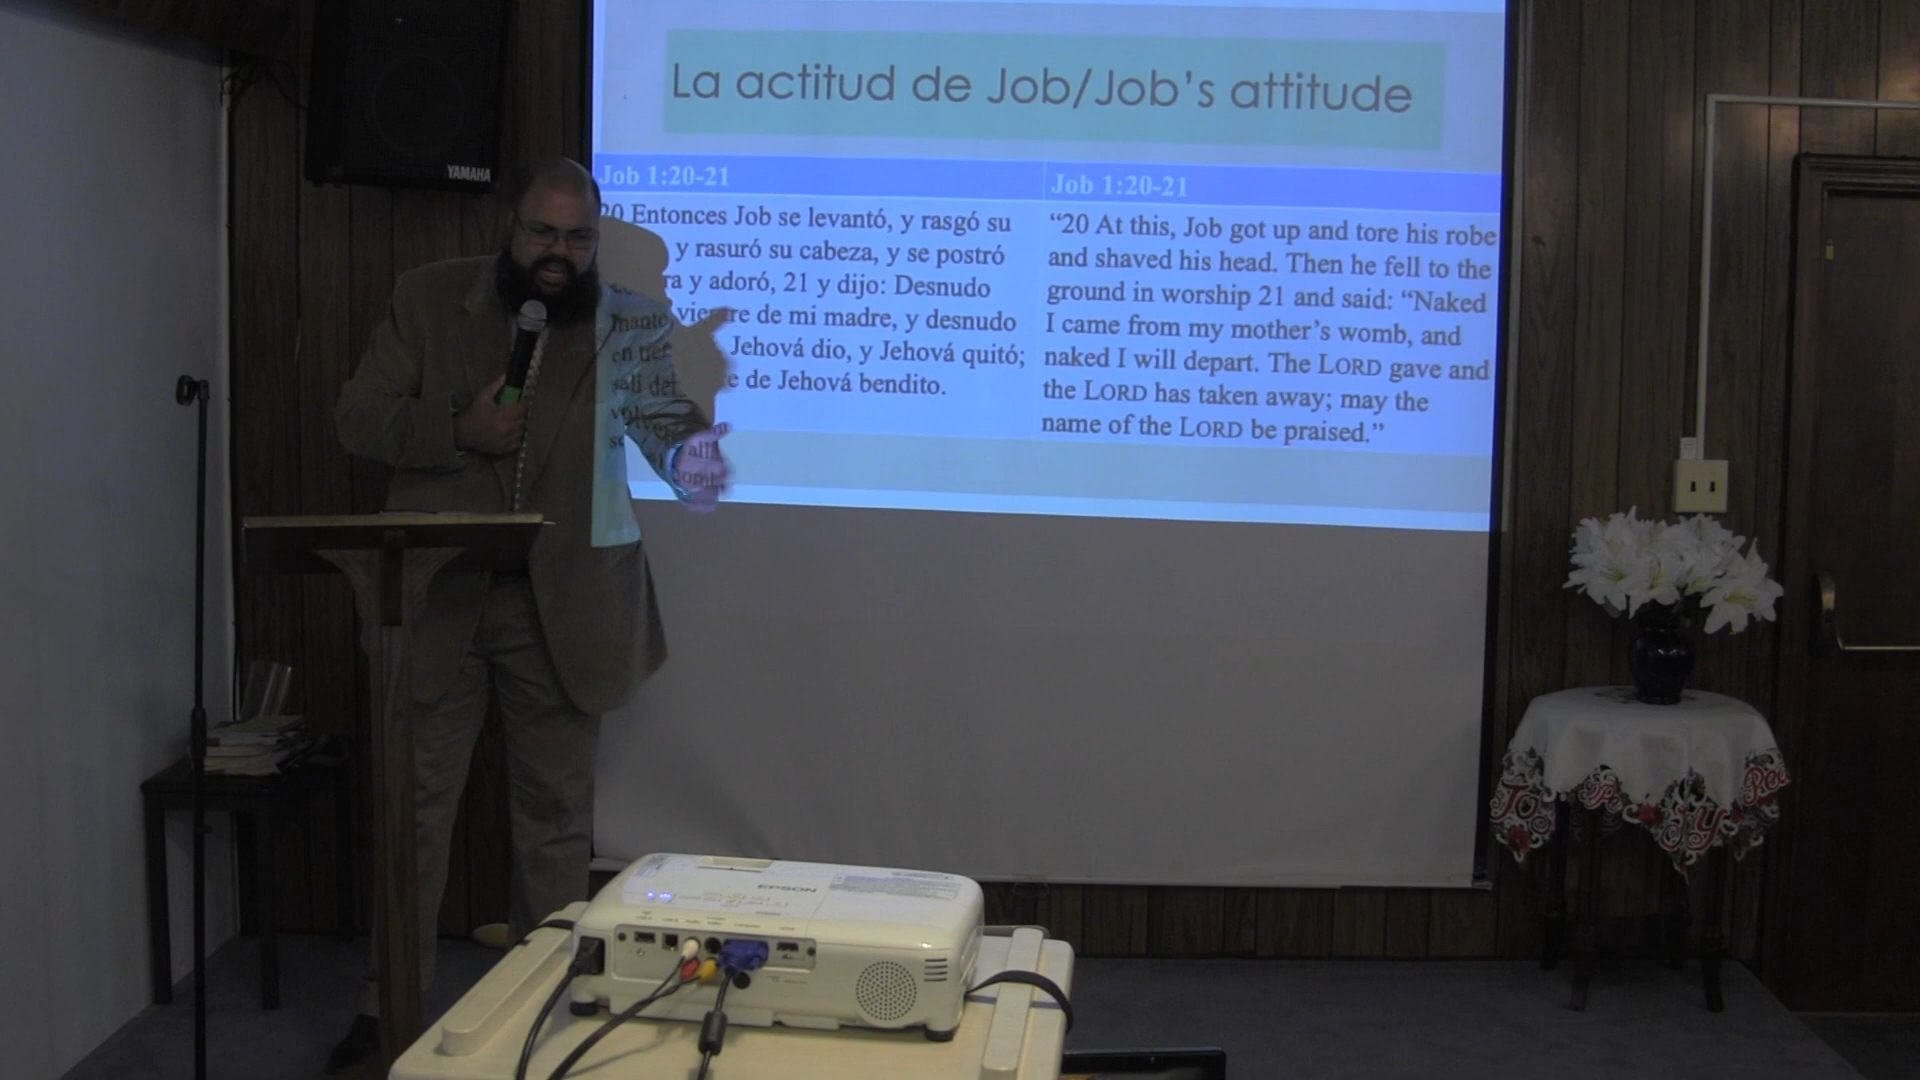 La actitud de Job/Job's attitude
YAMAHA
Job 1:20-21
20 Entonces Job se levantó, y rasgó su
manto y rasuró su cabeza, y se postró
en y adoró, 21 y dijo: Desnudo
de mi madre, y desnudo
Jehová dio, y Jehová quitó;
de Jehová bendito.
Job 1:20-21
“20 At this, Job got up and tore his robe
and shaved his head. Then he fell to the
ground in worship 21 and said: “Naked
I came from my mother’s womb, and
naked I will depart. The LORD gave and
the LORD has taken away; may the
name of the LORD be praised.”
EPSON
Joy